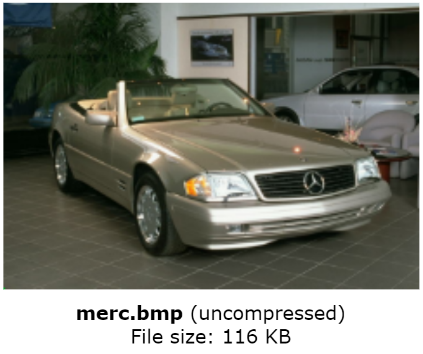 merc.bmp (uncompressed)
File size: 116 KB